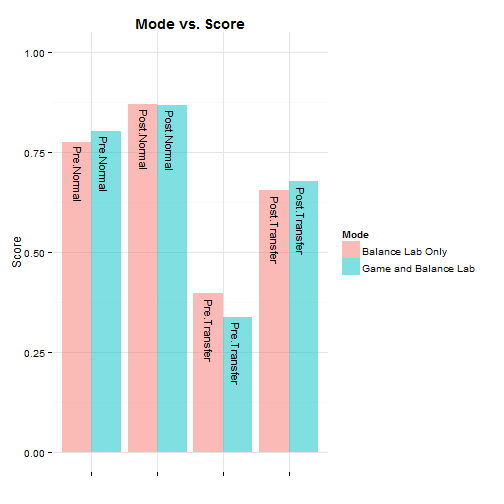 Mode vs. Score
1.00
0.75
0.50
0.25
0.00
Score
Pre.Normal
Pre.Normal
Post.Normal
Post.Normal
Pre.Transfer
Pre.Transfer
Post.Transfer
Post.Transfer
Mode
Balance Lab Only
Game and Balance Lab